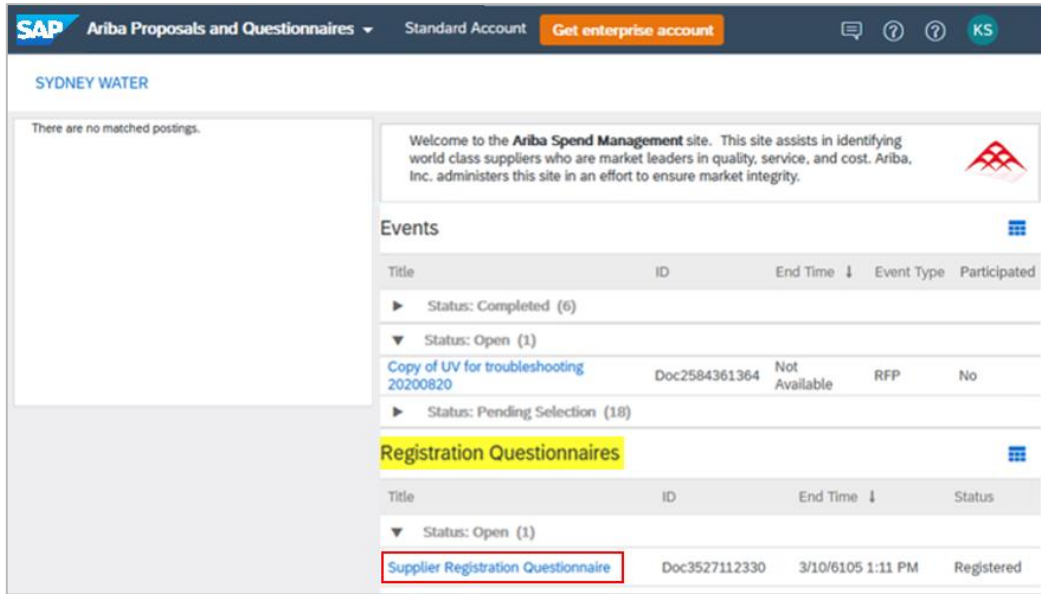 SAP Ariba Proposals and Questionnaires Standard Account Get enterprise account KS
SYDNEY WATER
There are no matched postings.
Welcome to the Ariba Spend Management site. This site assists in identifying
world class suppliers who are market leaders in quality, service, and cost. Ariba,
Inc. administers this site in an effort to ensure market integrity.
Events
Title ID End Time ↓ Event Type Participated
► Status: Completed (6)
▼ Status: Open (1)
Copy of UV for troubleshooting
20200820 Doc2584361364 Not
Available RFP No
► Status: Pending Selection (18)
Registration Questionnaires
Title ID End Time ↓ Status
▼ Status: Open (1)
Supplier Registration Questionnaire Doc3527112330 3/10/6105 1:11 PM Registered